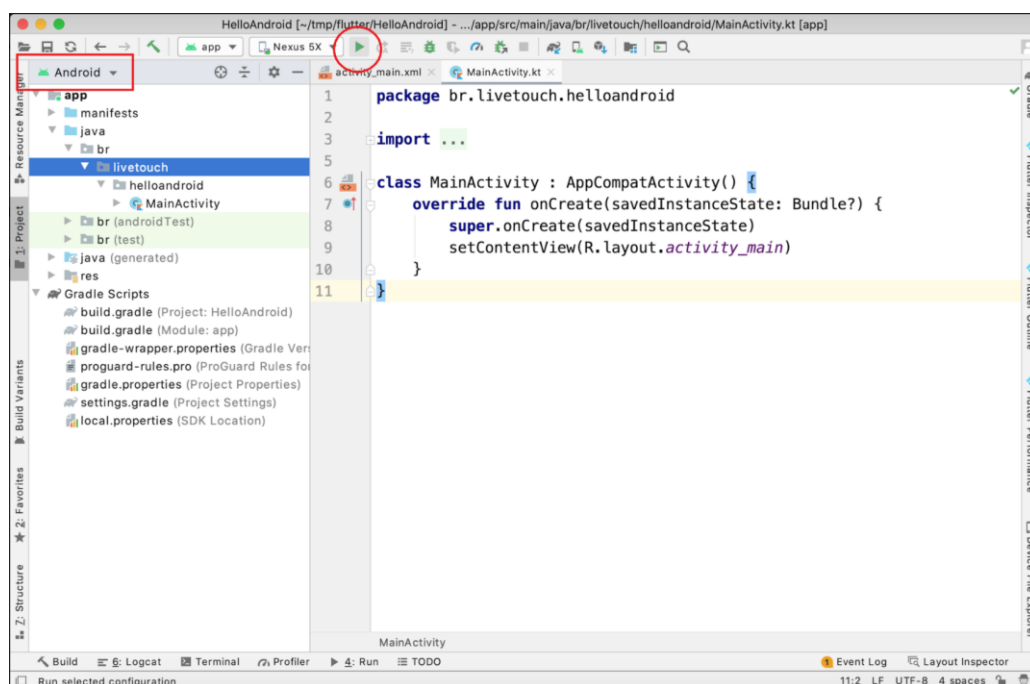 HelloAndroid [~/tmp/flutter/HelloAndroid] - .../app/src/main/java/br/livetouch/helloandroid/MainActivity.kt [app]
app
Nexus 5X
Android
activity_main.xml
MainActivity.kt
Resource Manager
1: Project
Build Variants
2: Favorites
Z: Structure
app
manifests
java
br
livetouch
helloandroid
MainActivity
br (androidTest)
br (test)
java (generated)
res
Gradle Scripts
build.gradle (Project: HelloAndroid)
build.gradle (Module: app)
gradle-wrapper.properties (Gradle Ver
proguard-rules.pro (ProGuard Rules for
gradle.properties (Project Properties)
settings.gradle (Project Settings)
local.properties (SDK Location)
1 package br.livetouch.helloandroid
2
3 import ...
5
6 class MainActivity : AppCompatActivity() {
7 override fun onCreate(savedInstanceState: Bundle?) {
8 super.onCreate(savedInstanceState)
9 setContentView(R.layout.activity_main)
10 }
11 }
MainActivity
Build
6: Logcat
Terminal
Profiler
4: Run
TODO
1 Event Log
Layout Inspector
Run selected configuration
11:2 LF UTF-8 4 spaces